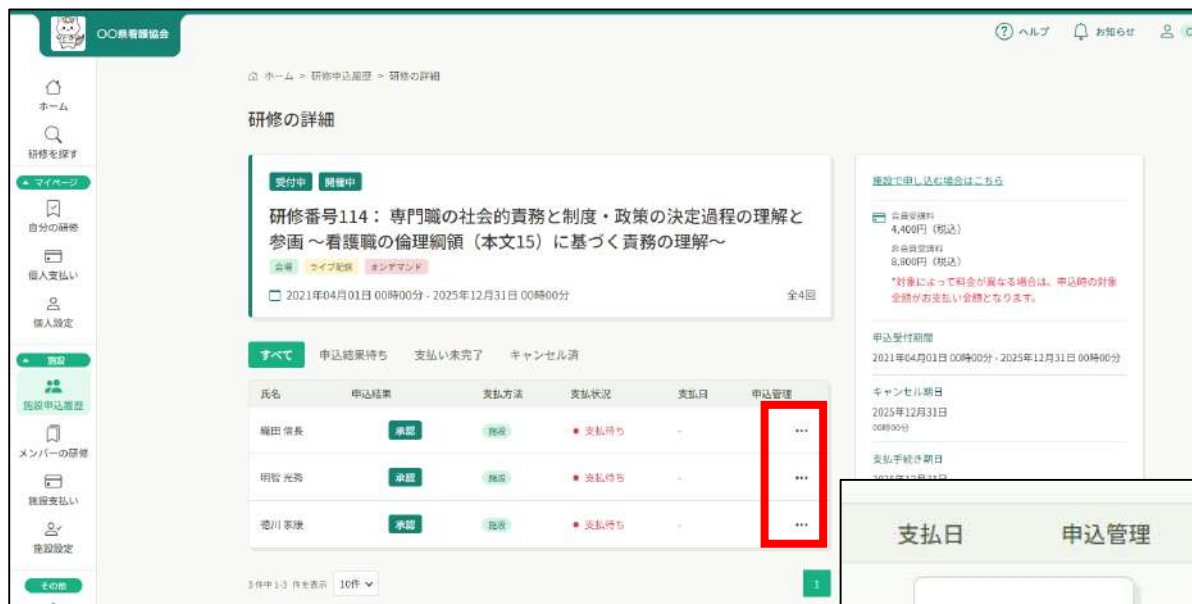 〇〇県看護協会
ヘルプ
お知らせ
ホーム > 研修申込履歴 > 研修の詳細
ホーム
研修を探す
マイページ
自分の研修
個人支払い
個人設定
施設
施設申込履歴
メンバーの研修
施設支払い
施設設定
その他
研修の詳細
受付中 開催中
研修番号114： 専門職の社会的責務と制度・政策の決定過程の理解と
参画～看護職の倫理綱領（本文15）に基づく責務の理解～
会場 ライブ配信 オンデマンド
2021年04月01日 00時00分 - 2025年12月31日 00時00分 全4回
すべて 申込結果待ち 支払い未完了 キャンセル済
氏名 申込結果 支払方法 支払状況 支払日 申込管理
織田 信長 承認 施設 支払待ち - ...
明智 光秀 承認 施設 支払待ち - ...
徳川 家康 承認 施設 支払待ち - ...
3 件中 1-3 件を表示 10件 1
施設で申し込む場合はこちら
会員受講料
4,400円（税込）
非会員受講料
8,800円（税込）
*対象によって料金が異なる場合は、申込時の対象
金額がお支払い金額となります。
申込受付期間
2021年04月01日 00時00分 - 2025年12月31日 00時00分
キャンセル期日
2025年12月31日
00時00分
支払手続き期日
2025年12月31日
支払日 申込管理